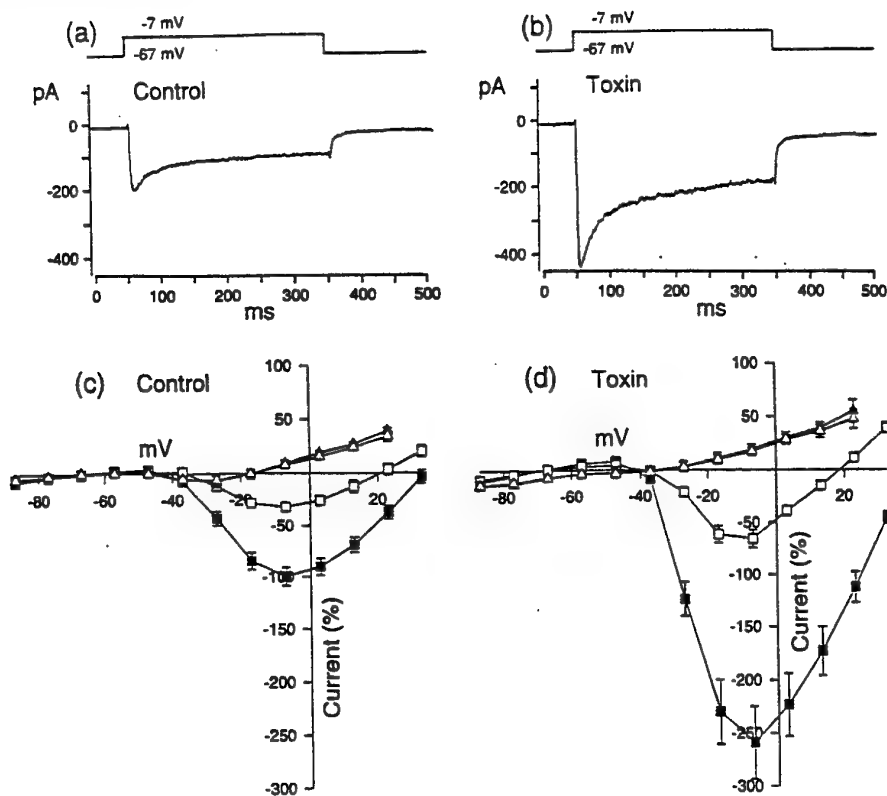 (a)
-7 mV
-67 mV
pA
Control
0
-200
-400
0 100 200 300 400 500
ms
(b)
-7 mV
-67 mV
pA
Toxin
0
-200
-400
0 100 200 300 400 500
ms
(c) Control
100
50
mV
-80 -60 -40 -20 20
-50
-100
-150
-200
-250
-300
Current (%)
(d) Toxin
100
50
mV
-80 -60 -40 -20 20
-50
-100
-150
-200
-250
-300
Current (%)